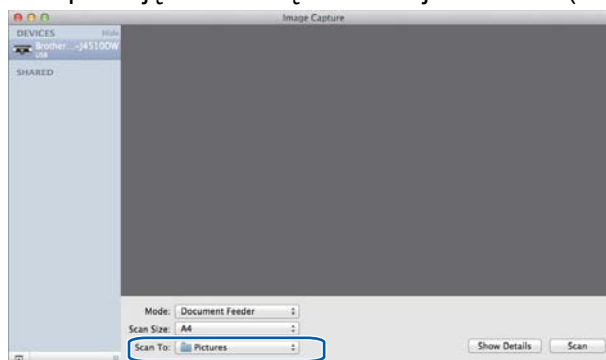 Image Capture
DEVICES Hide
Brother...-J4510DW
USB
SHARED
Mode: Document Feeder
Scan Size: A4
Scan To: Pictures
Show Details Scan